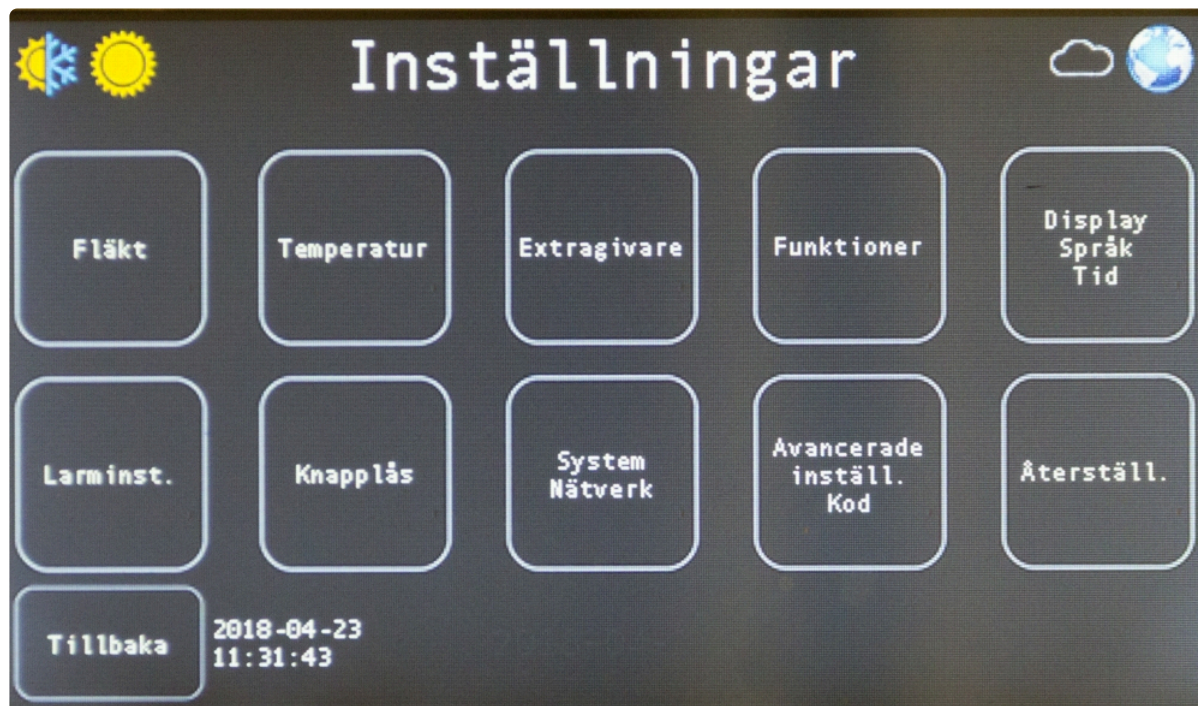 Inställningar
Fläkt
Temperatur
Extragivare
Funktioner
Display
Språk
Tid
Larminst.
Knapplås
System
Nätverk
Avancerade
inställ.
Kod
Återställ.
Tillbaka
2018-04-23
11:31:43